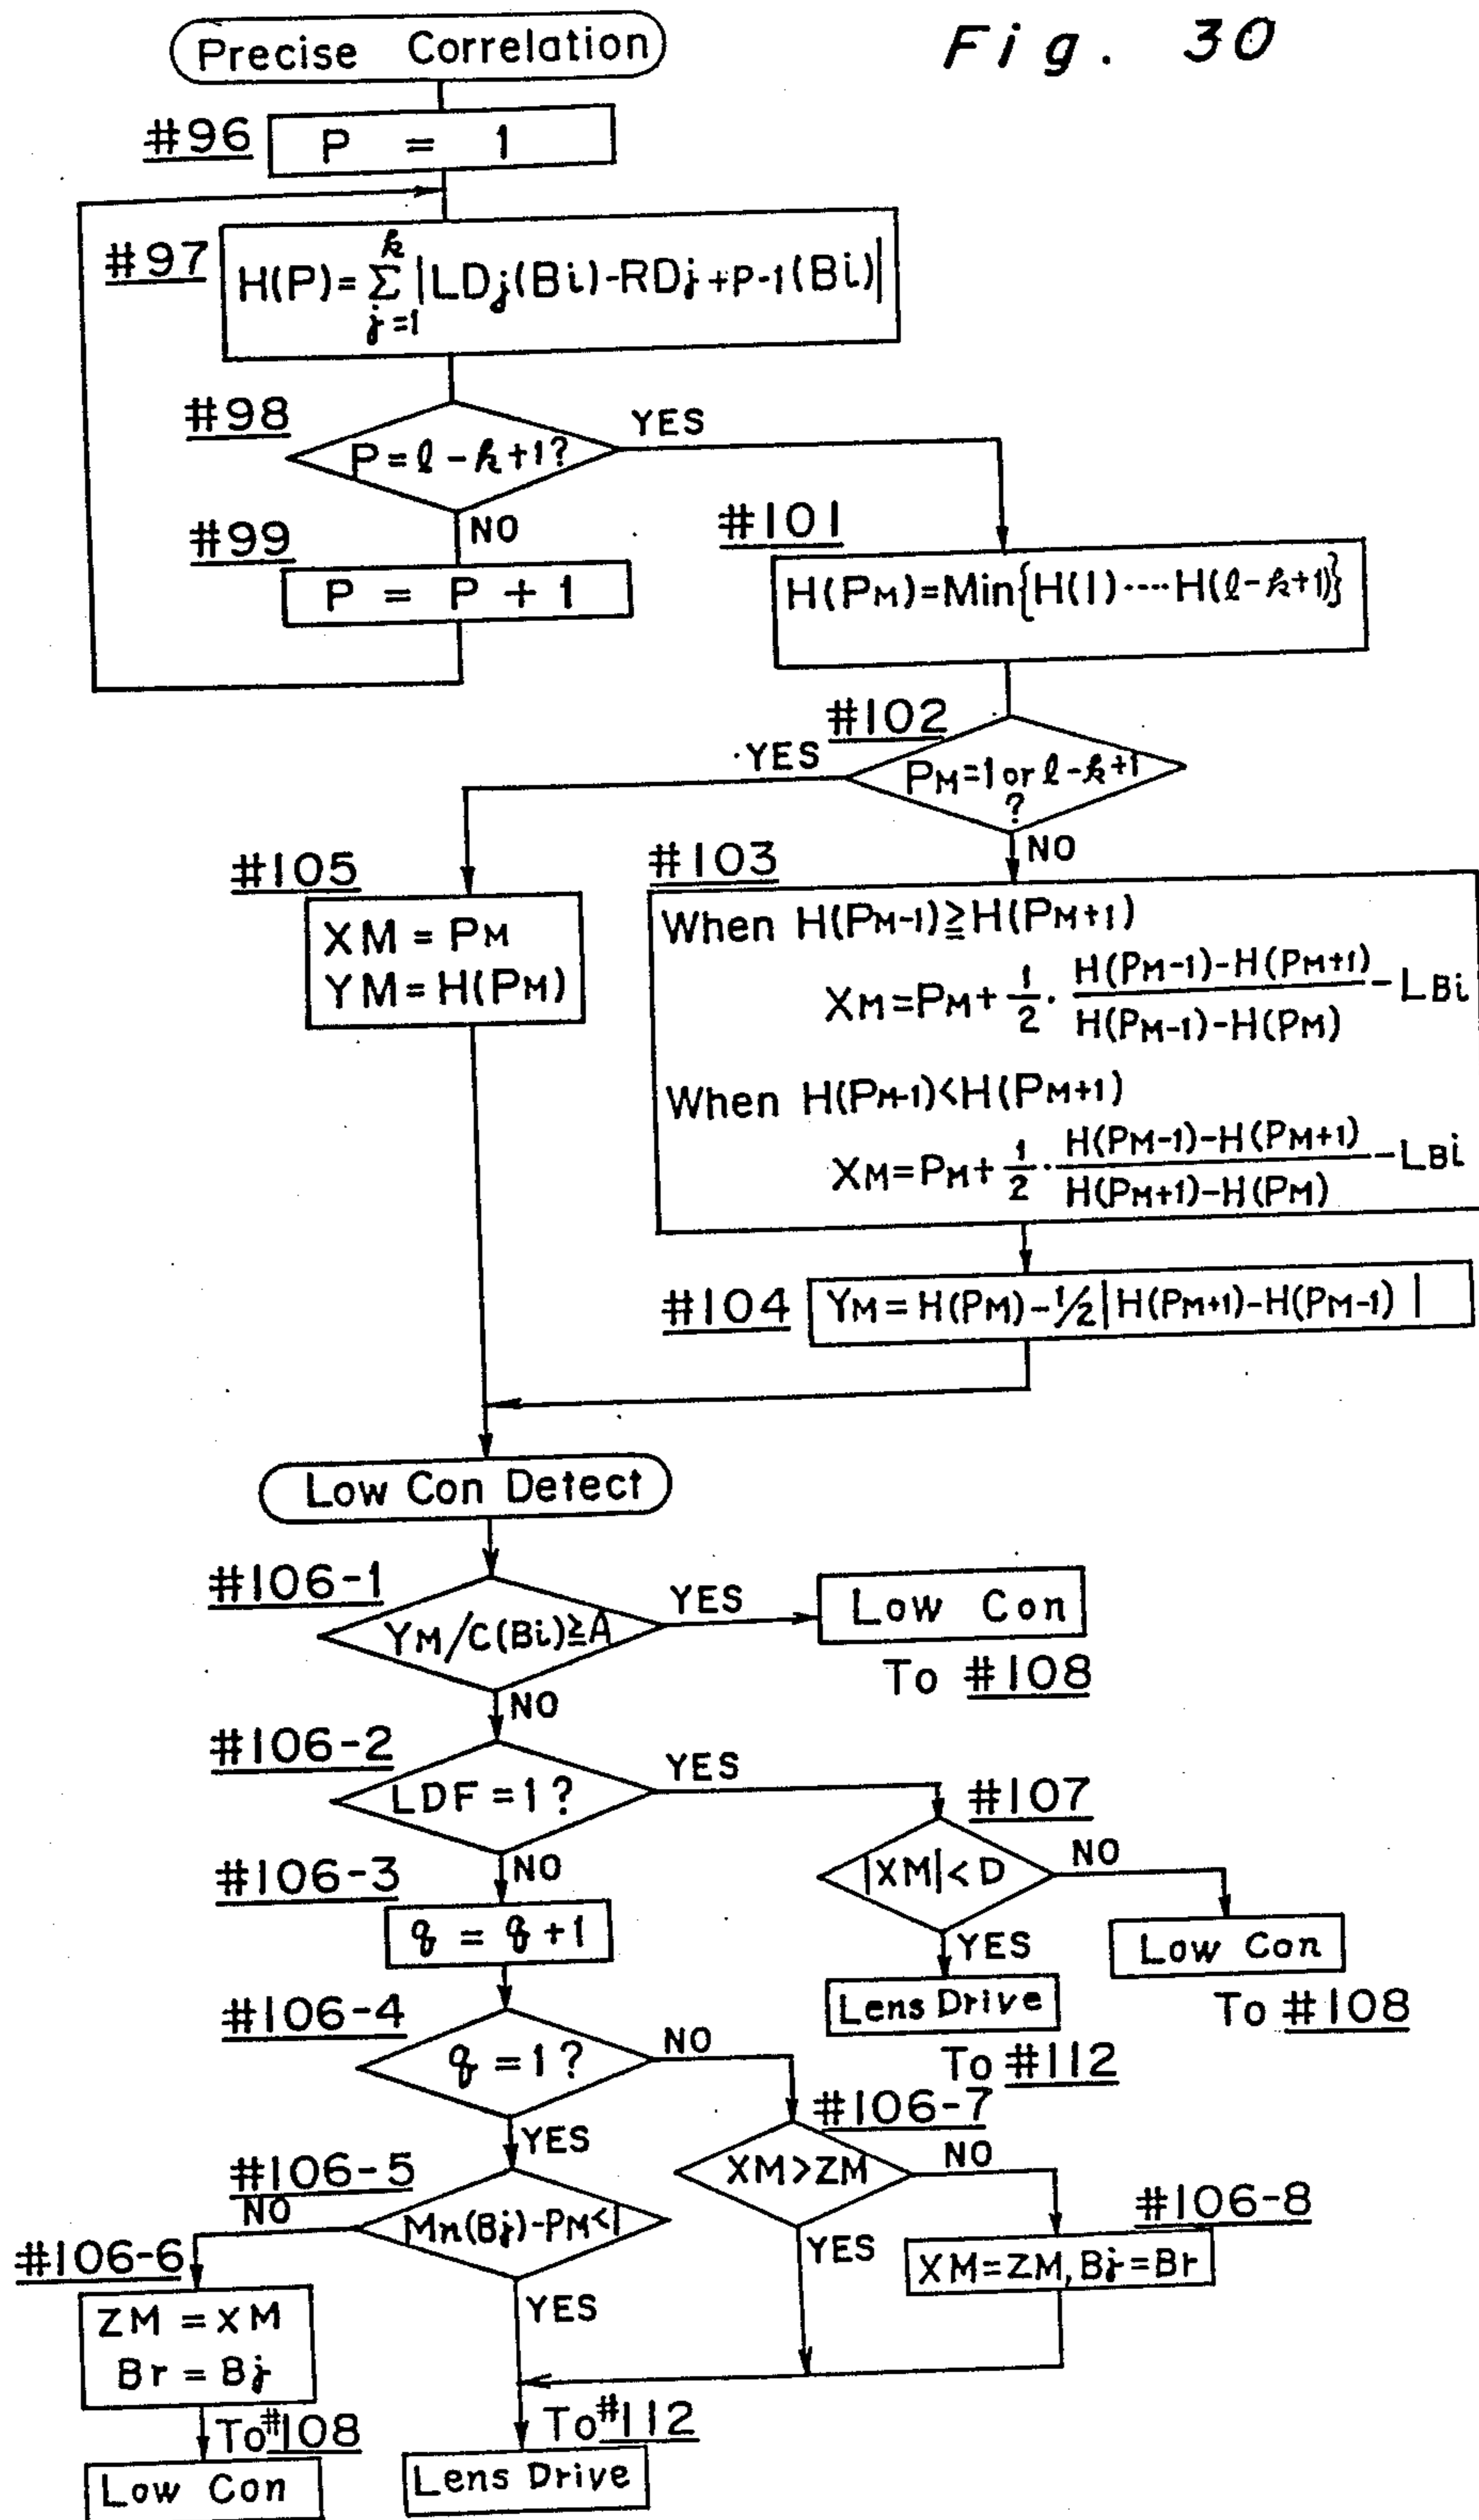 Fig. 30
Precise Correlation
#96
P = 1
#97
H(P)=Σ|LDj(Bi)-RDj+P-1(Bi)|
k
j=1
#98
P=ℓ-k+1?
YES
NO
#99
P = P + 1
#101
H(PM)=Min{H(1)----H(ℓ-k+1)}
#102
PM=1 or ℓ-k+1
?
YES
NO
#105
XM = PM
YM = H(PM)
#103
When H(PM-1)≧H(PM+1)
XM=PM+ 1/2 · H(PM-1)-H(PM+1) / H(PM-1)-H(PM) -LBi
When H(PM-1)<H(PM+1)
XM=PM+ 1/2 · H(PM-1)-H(PM+1) / H(PM+1)-H(PM) -LBi
#104
YM=H(PM)-1/2|H(PM+1)-H(PM-1)|
Low Con Detect
#106-1
YM/C(Bi)≧A
YES
Low Con
To #108
NO
#106-2
LDF=1?
YES
#107
|XM|<D
NO
Low Con
To #108
YES
Lens Drive
To #112
NO
#106-3
q = q+1
#106-4
q=1?
NO
#106-7
XM>ZM
NO
#106-8
XM=ZM, Bj=Br
YES
YES
#106-5
Mn(Bj)-PM<1
NO
#106-6
ZM = XM
Br = Bj
To #108
Low Con
YES
To #112
Lens Drive